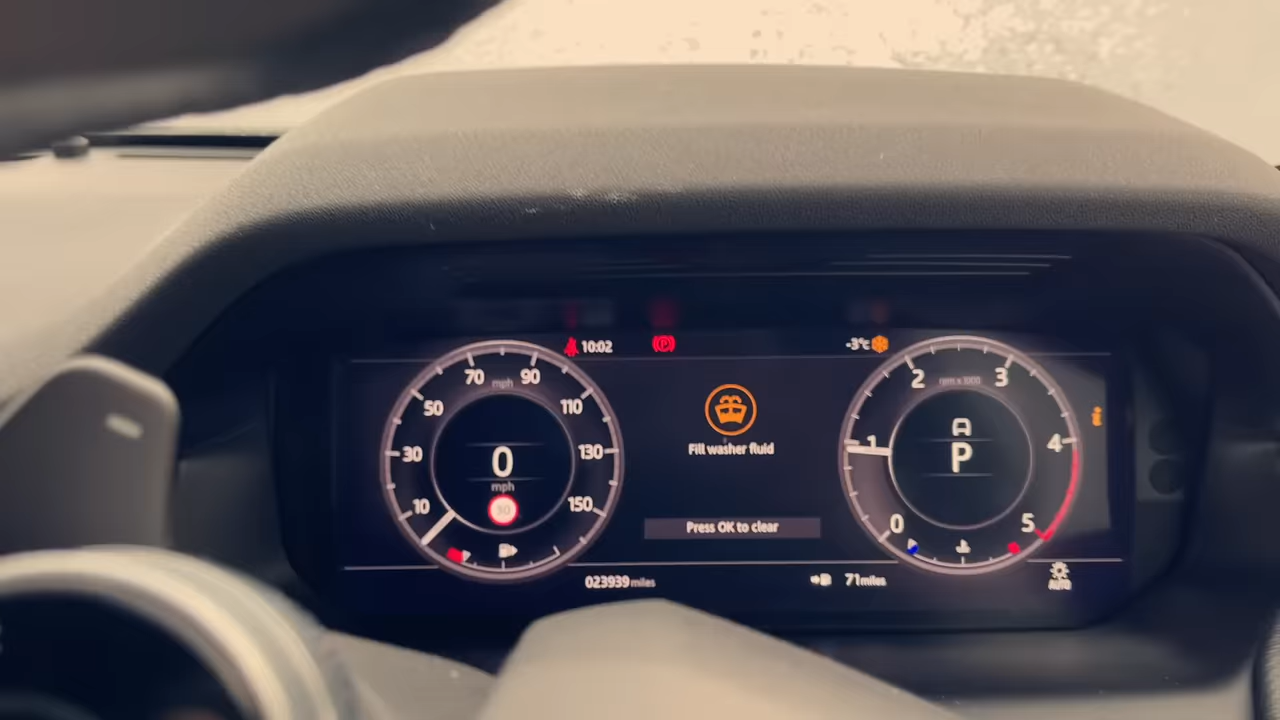 10:02
-3°C
70 mph 90
50
110
30
130
10
150
0
mph
Fill washer fluid
Press OK to clear
2 rpm x 1000 3
1
4
0
5
P
023939 miles
71 miles
AUTO